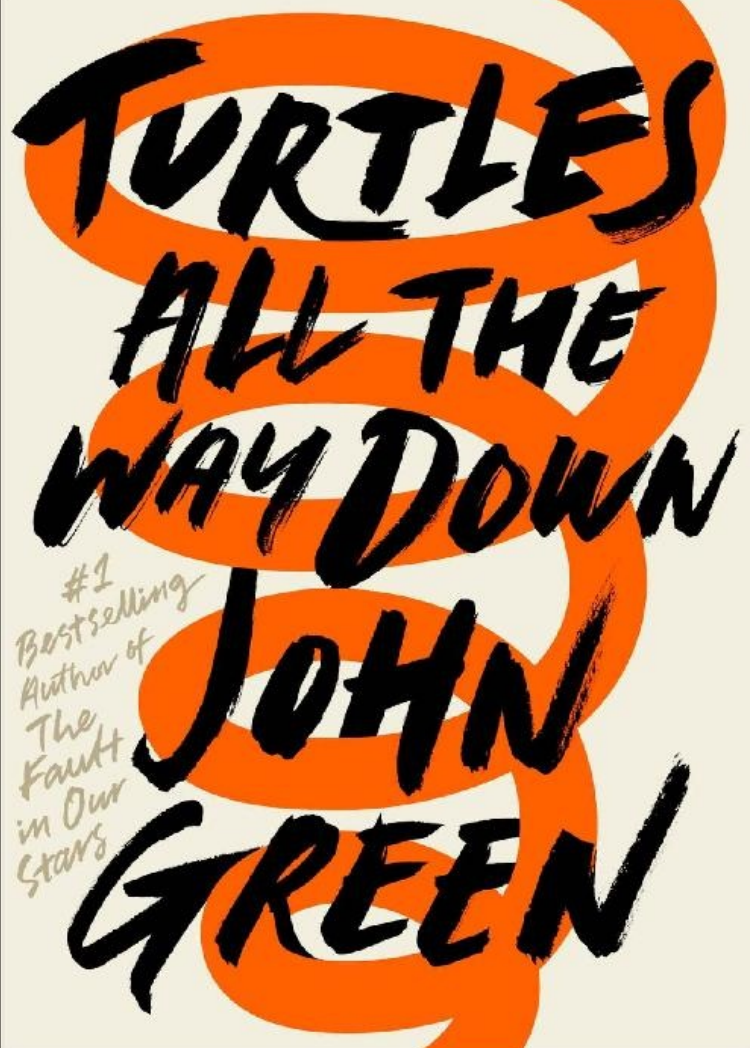 TURTLES
ALL THE
WAY DOWN
#1
Bestselling
Author of
The
Fault
in Our
Stars
JOHN
GREEN